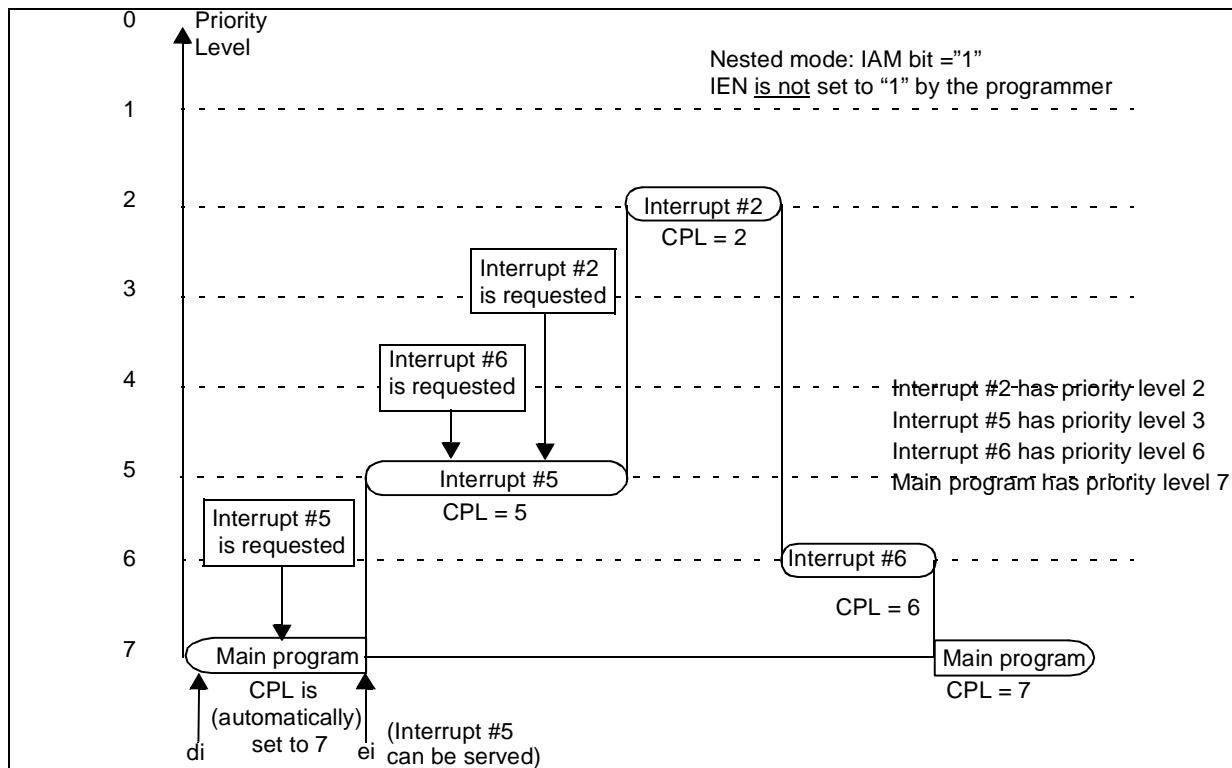 0
Priority
Level
Nested mode: IAM bit ="1"
IEN is not set to “1” by the programmer
1
2
Interrupt #2
CPL = 2
Interrupt #2
is requested
3
Interrupt #6
is requested
4
Interrupt #2 has priority level 2
Interrupt #5 has priority level 3
Interrupt #6 has priority level 6
Main program has priority level 7
5
Interrupt #5
CPL = 5
Interrupt #5
is requested
6
Interrupt #6
CPL = 6
7
Main program
Main program
CPL = 7
CPL is
(automatically)
set to 7
di
ei
(Interrupt #5
can be served)